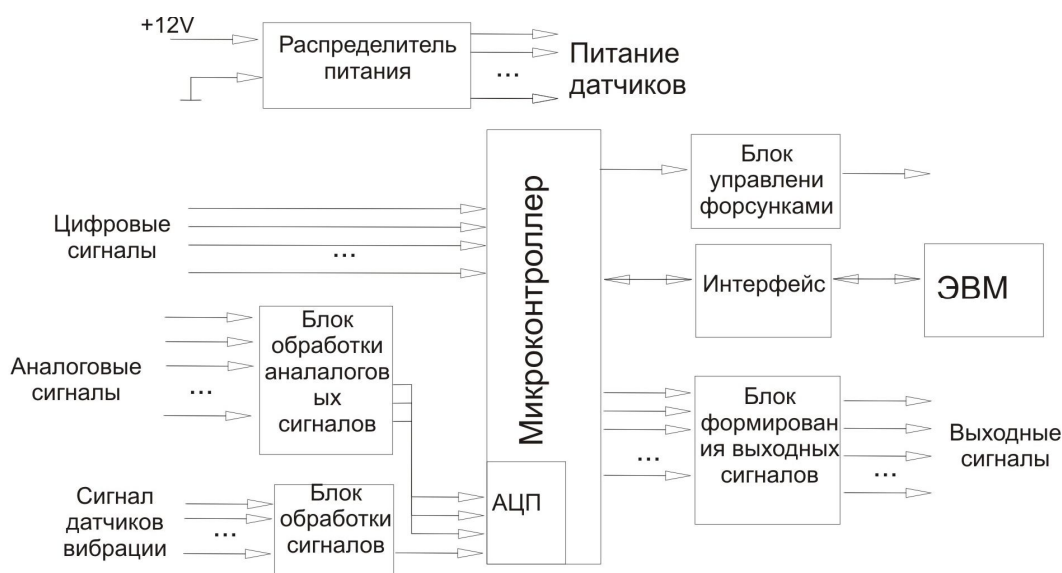 +12V
Распределитель
питания
...
Питание
датчиков
Цифровые
сигналы
...
Микроконтроллер
Блок
управлени
форсунками
Интерфейс
ЭВМ
Аналоговые
сигналы
...
Блок
обработки
аналалогов
ых
сигналов
...
Блок
формирован
ия выходных
сигналов
...
Выходные
сигналы
Сигнал
датчиков
вибрации
...
Блок
обработки
сигналов
АЦП